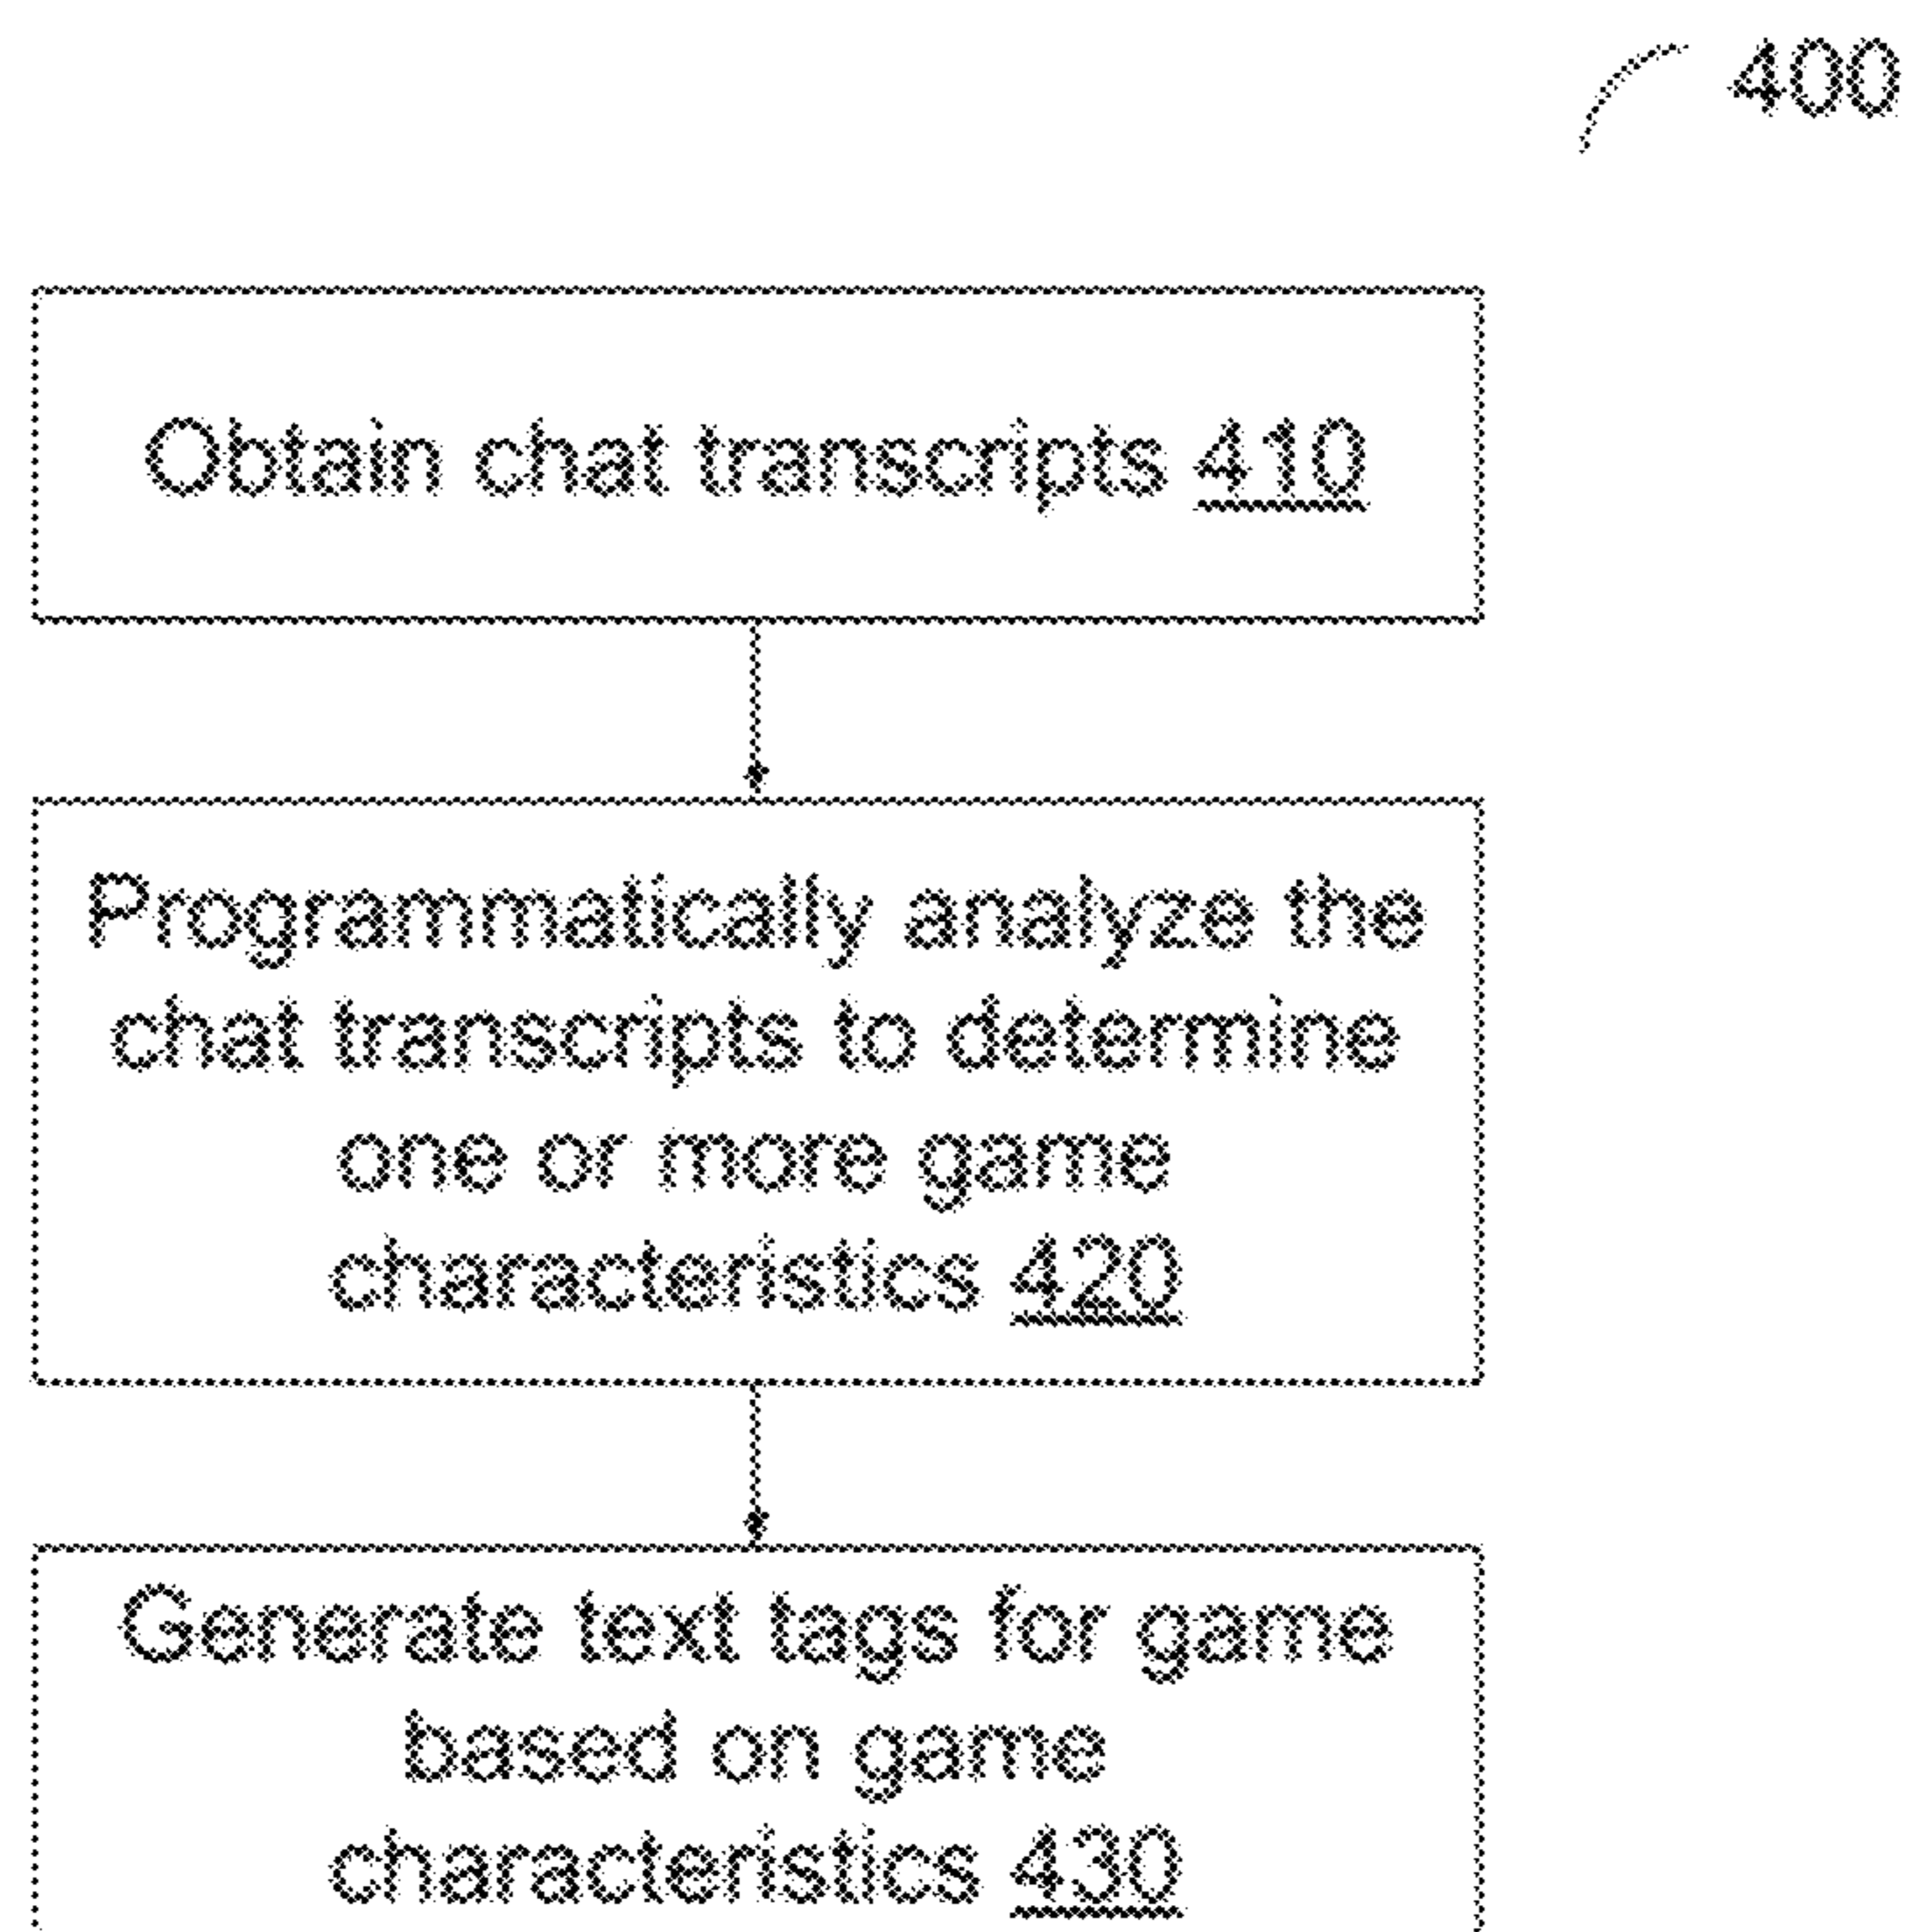 400
Obtain chat transcripts 410
Programmatically analyze the
chat transcripts to determine
one or more game
characteristics 420
Generate text tags for game
based on game
characteristics 430